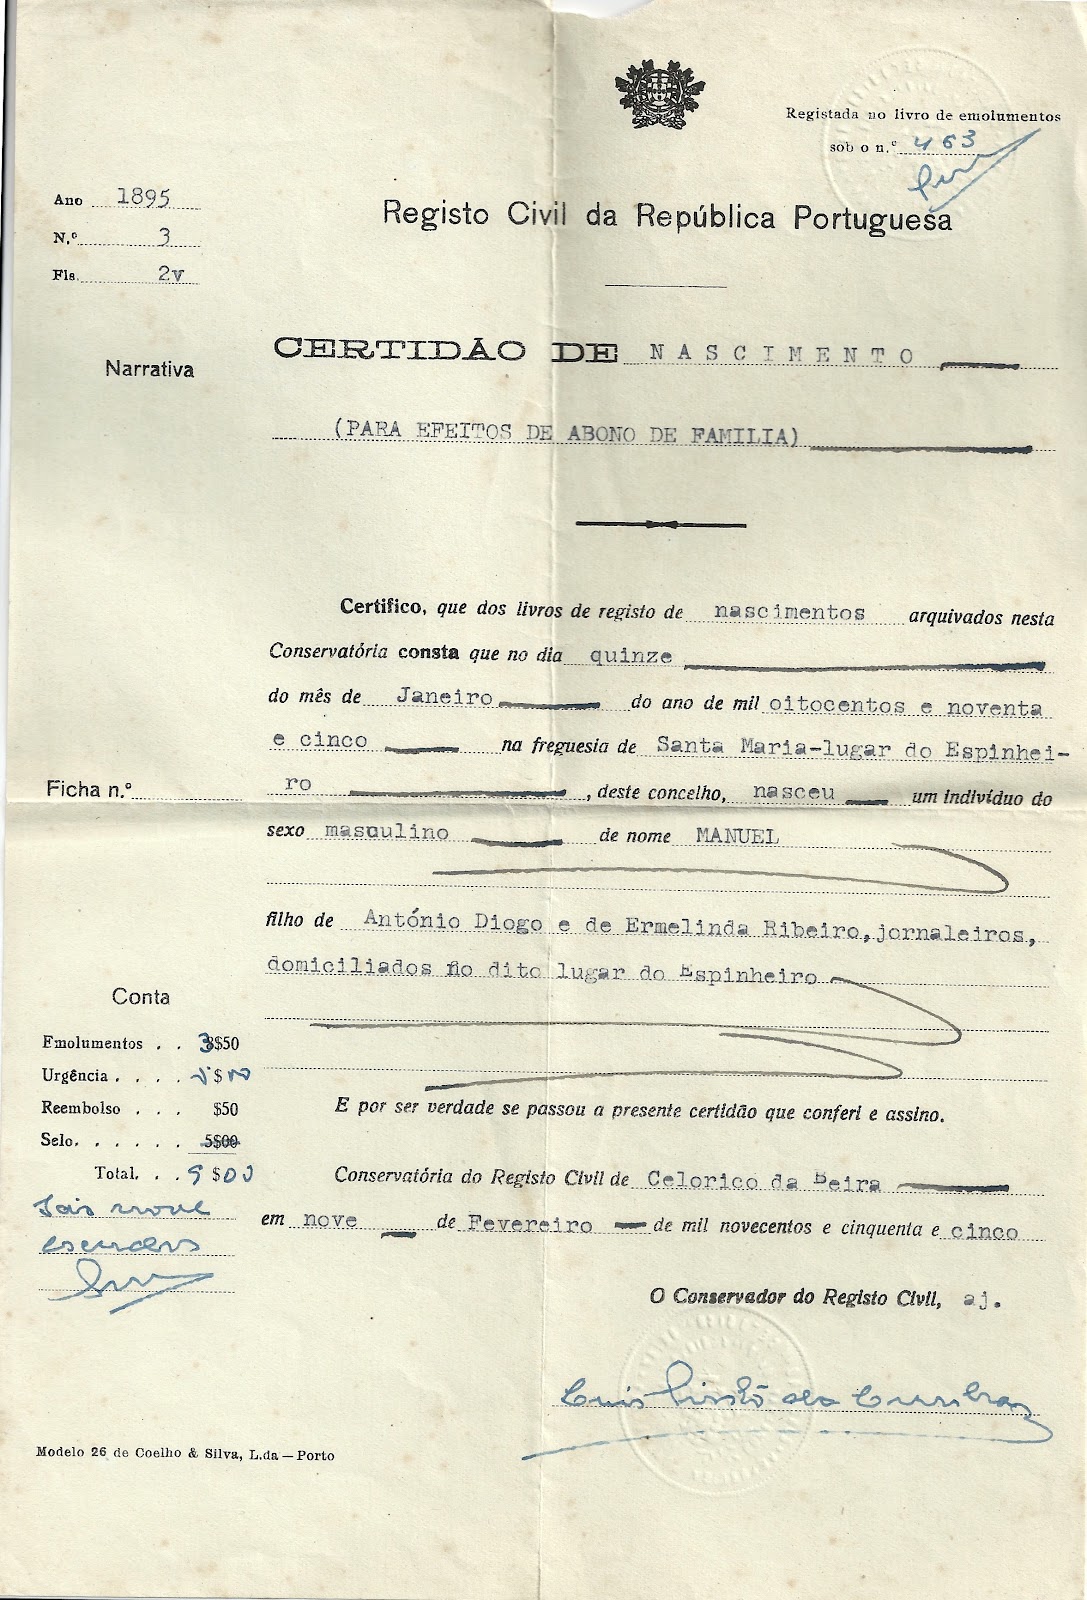 Registada no livro de emolumentos
sob o n.º 463
Ano 1895
N.º 3
Fls. 2v
Registo Civil da República Portuguesa
Narrativa
CERTIDÃO DE NASCIMENTO
(PARA EFEITOS DE ABONO DE FAMILIA)
Certifico, que dos livros de registo de nascimentos arquivados nesta
Conservatória consta que no dia quinze
do mês de Janeiro do ano de mil oitocentos e noventa
e cinco na freguesia de Santa Maria-lugar do Espinhei-
ro, deste concelho, nasceu um indivíduo do
Ficha n.º
sexo masculino de nome MANUEL
filho de António Diogo e de Ermelinda Ribeiro, jornaleiros,
domiciliados no dito lugar do Espinheiro
Conta
Emolumentos . . 3$50
Urgência . . . .
Reembolso . . . $50
Selo. . . . . . 5$00
Total. . . 9$00
E por ser verdade se passou a presente certidão que conferi e assino.
Conservatória do Registo Civil de Celorico da Beira
em nove de Fevereiro de mil novecentos e cinquenta e cinco
nove
escudos
O Conservador do Registo Civil, aj.
Luis
Modelo 26 de Coelho & Silva, L.da — Porto